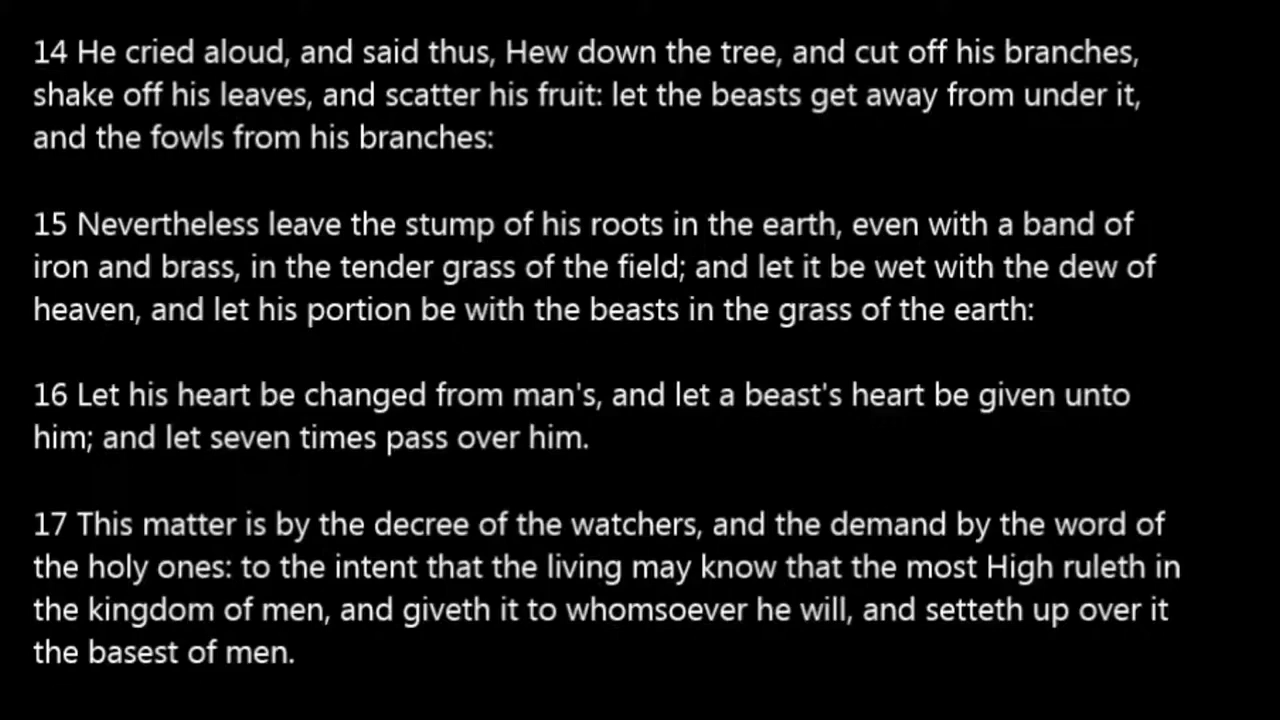 14 He cried aloud, and said thus, Hew down the tree, and cut off his branches,
shake off his leaves, and scatter his fruit: let the beasts get away from under it,
and the fowls from his branches:
15 Nevertheless leave the stump of his roots in the earth, even with a band of
iron and brass, in the tender grass of the field; and let it be wet with the dew of
heaven, and let his portion be with the beasts in the grass of the earth:
16 Let his heart be changed from man's, and let a beast's heart be given unto
him; and let seven times pass over him.
17 This matter is by the decree of the watchers, and the demand by the word of
the holy ones: to the intent that the living may know that the most High ruleth in
the kingdom of men, and giveth it to whomsoever he will, and setteth up over it
the basest of men.